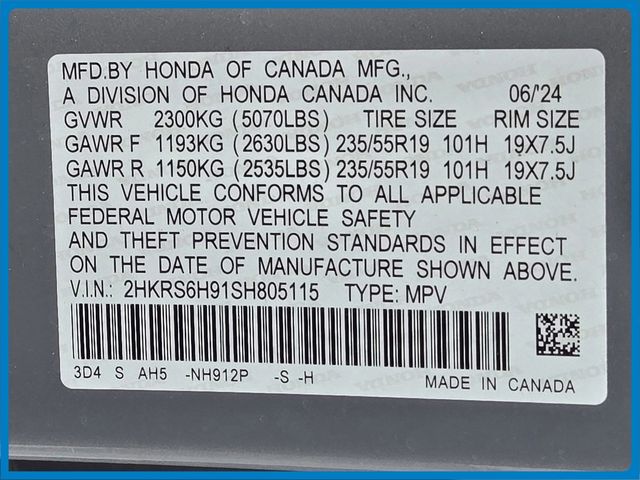 MFD.BY HONDA OF CANADA MFG.,
A DIVISION OF HONDA CANADA INC. 06/'24
GVWR 2300KG (5070LBS) TIRE SIZE RIM SIZE
GAWR F 1193KG (2630LBS) 235/55R19 101H 19X7.5J
GAWR R 1150KG (2535LBS) 235/55R19 101H 19X7.5J
THIS VEHICLE CONFORMS TO ALL APPLICABLE
FEDERAL MOTOR VEHICLE SAFETY
AND THEFT PREVENTION STANDARDS IN EFFECT
ON THE DATE OF MANUFACTURE SHOWN ABOVE.
V.I.N.: 2HKRS6H91SH805115 TYPE: MPV
3D4 S AH5 -NH912P -S -H MADE IN CANADA